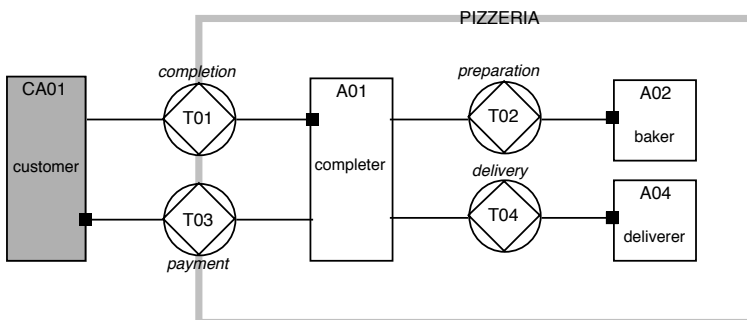 PIZZERIA
completion
preparation
CA01
A01
A02
T01
T02
baker
customer
completer
delivery
A04
T03
T04
deliverer
payment